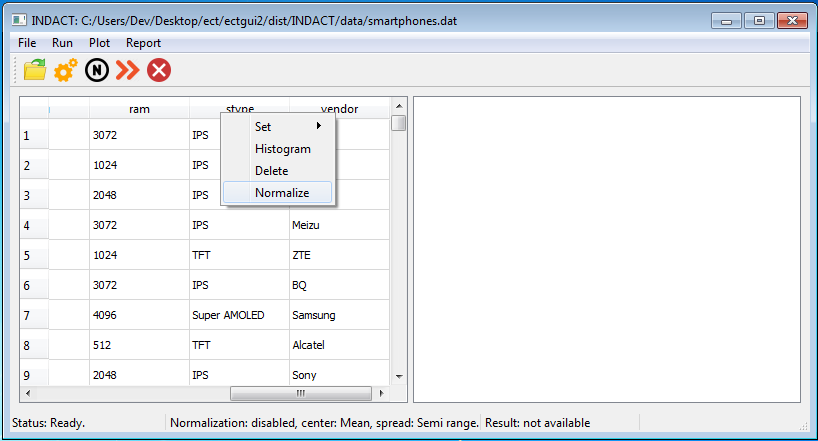 INDACT: C:/Users/Dev/Desktop/ect/ectgui2/dist/INDACT/data/smartphones.dat
File Run Plot Report
N
ram stype vendor
1 3072 IPS
2 1024 IPS
3 2048 IPS
4 3072 IPS Meizu
5 1024 TFT ZTE
6 3072 IPS BQ
7 4096 Super AMOLED Samsung
8 512 TFT Alcatel
9 2048 IPS Sony
Set
Histogram
Delete
Normalize
Status: Ready. Normalization: disabled, center: Mean, spread: Semi range. Result: not available